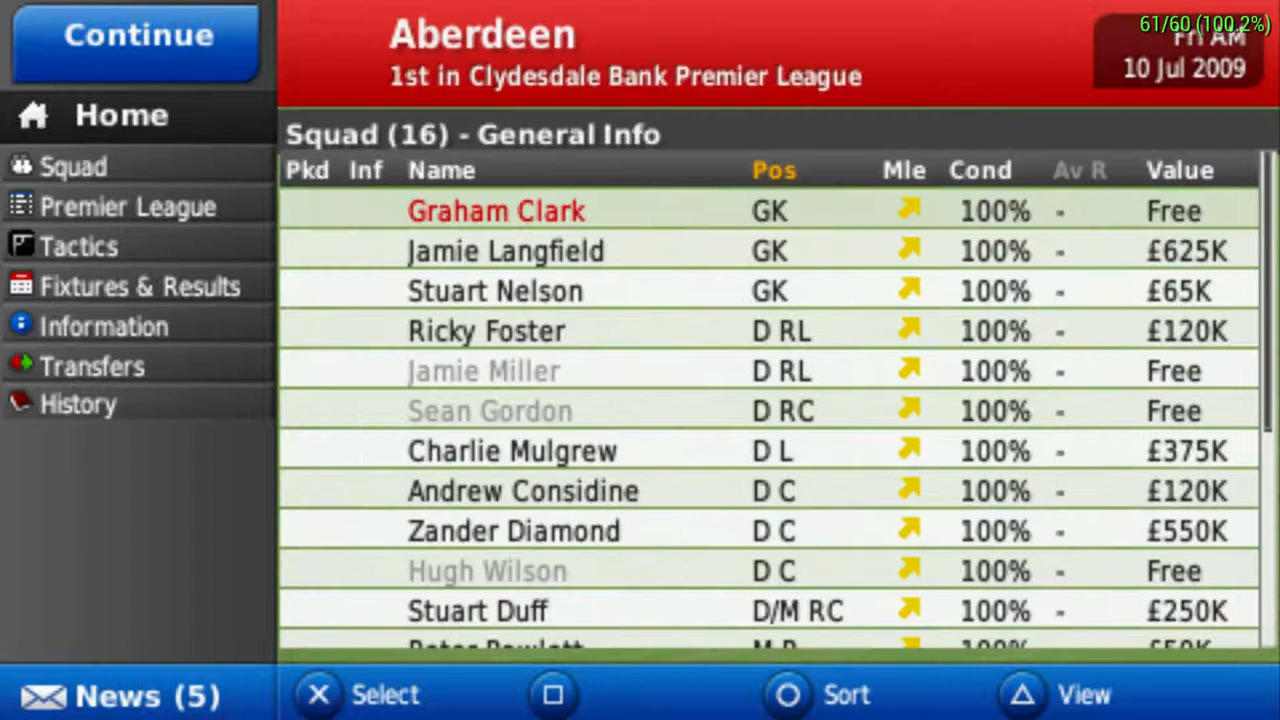 Continue
Aberdeen
1st in Clydesdale Bank Premier League
61/60 (100.2%)
Fri AM
10 Jul 2009
Home
Squad
Premier League
Tactics
Fixtures & Results
Information
Transfers
History
Squad (16) - General Info
Pkd Inf Name Pos Mle Cond Av R Value
Graham Clark GK 100% - Free
Jamie Langfield GK 100% - £625K
Stuart Nelson GK 100% - £65K
Ricky Foster D RL 100% - £120K
Jamie Miller D RL 100% - Free
Sean Gordon D RC 100% - Free
Charlie Mulgrew D L 100% - £375K
Andrew Considine D C 100% - £120K
Zander Diamond D C 100% - £550K
Hugh Wilson D C 100% - Free
Stuart Duff D/M RC 100% - £250K
News (5)
Select
Sort
View